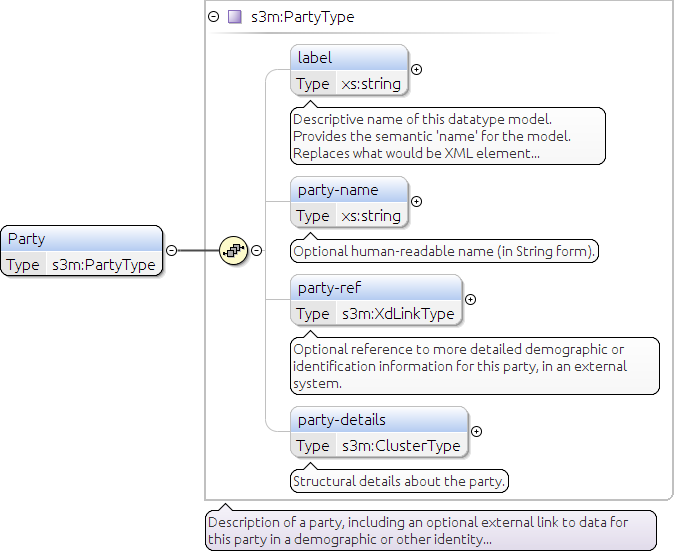 s3m:PartyType
label
Type xs:string
Descriptive name of this datatype model.
Provides the semantic 'name' for the model.
Replaces what would be XML element...
party-name
Type xs:string
Optional human-readable name (in String form).
Party
Type s3m:PartyType
party-ref
Type s3m:XdLinkType
Optional reference to more detailed demographic or
identification information for this party, in an external
system.
party-details
Type s3m:ClusterType
Structural details about the party.
Description of a party, including an optional external link to data for
this party in a demographic or other identity...